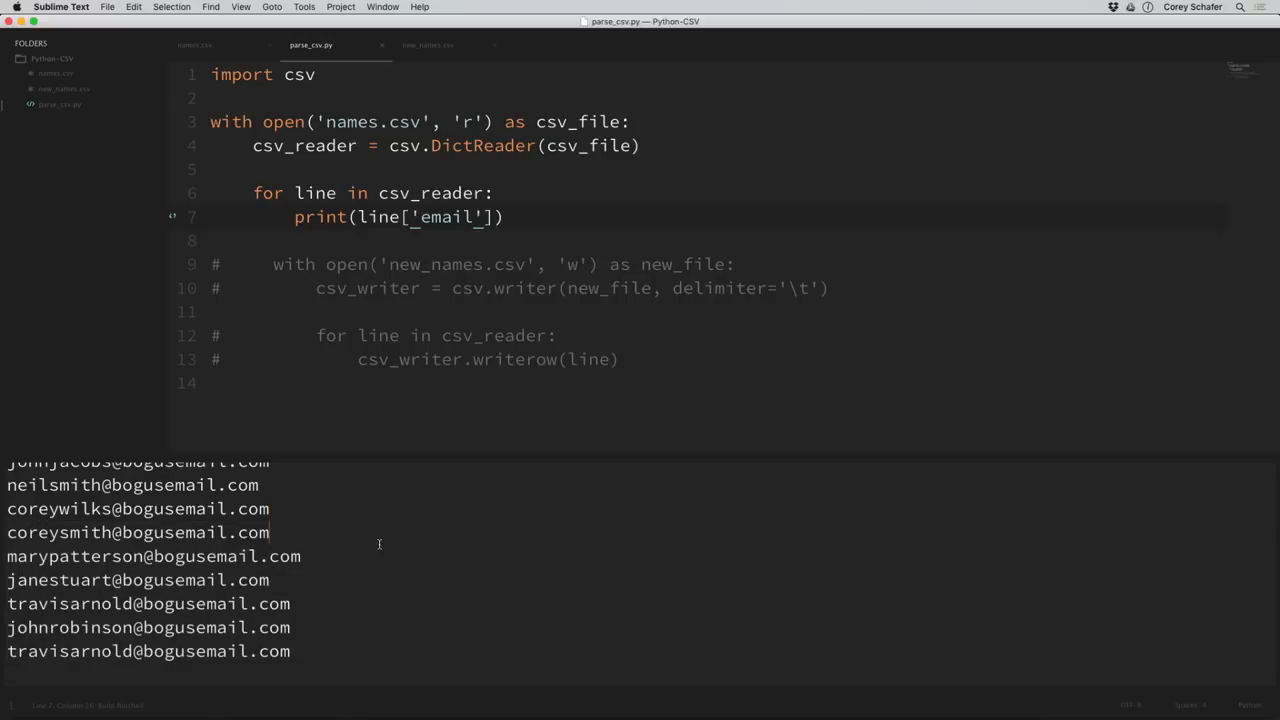 Sublime Text File Edit Selection Find View Goto Tools Project Window Help Corey Schafer
parse_csv.py — Python-CSV
FOLDERS
Python-CSV
names.csv
new_names.csv
parse_csv.py
names.csv × parse_csv.py × new_names.csv ×
1 import csv
2
3 with open('names.csv', 'r') as csv_file:
4 csv_reader = csv.DictReader(csv_file)
5
6 for line in csv_reader:
7 print(line['email'])
8
9 # with open('new_names.csv', 'w') as new_file:
10 # csv_writer = csv.writer(new_file, delimiter='\t')
11
12 # for line in csv_reader:
13 # csv_writer.writerow(line)
14
johnjacobs@bogusemail.com
neilsmith@bogusemail.com
coreywilks@bogusemail.com
coreysmith@bogusemail.com
marypatterson@bogusemail.com
janestuart@bogusemail.com
travisarnold@bogusemail.com
johnrobinson@bogusemail.com
travisarnold@bogusemail.com
Line 7, Column 26; Build finished UTF-8 Spaces: 4 Python